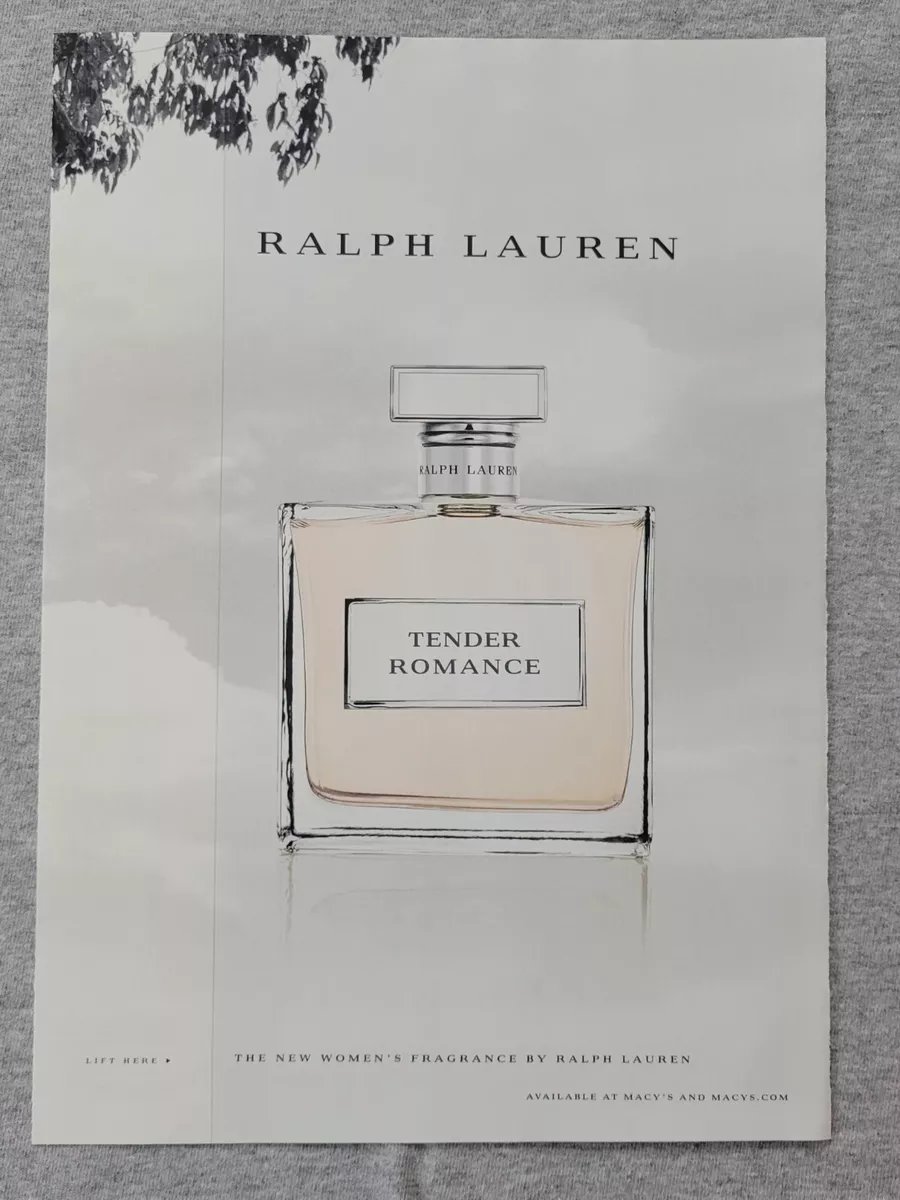 RALPH LAUREN
RALPH LAUREN
TENDER
ROMANCE
LIFT HERE ▸
THE NEW WOMEN'S FRAGRANCE BY RALPH LAUREN
AVAILABLE AT MACY'S AND MACYS.COM